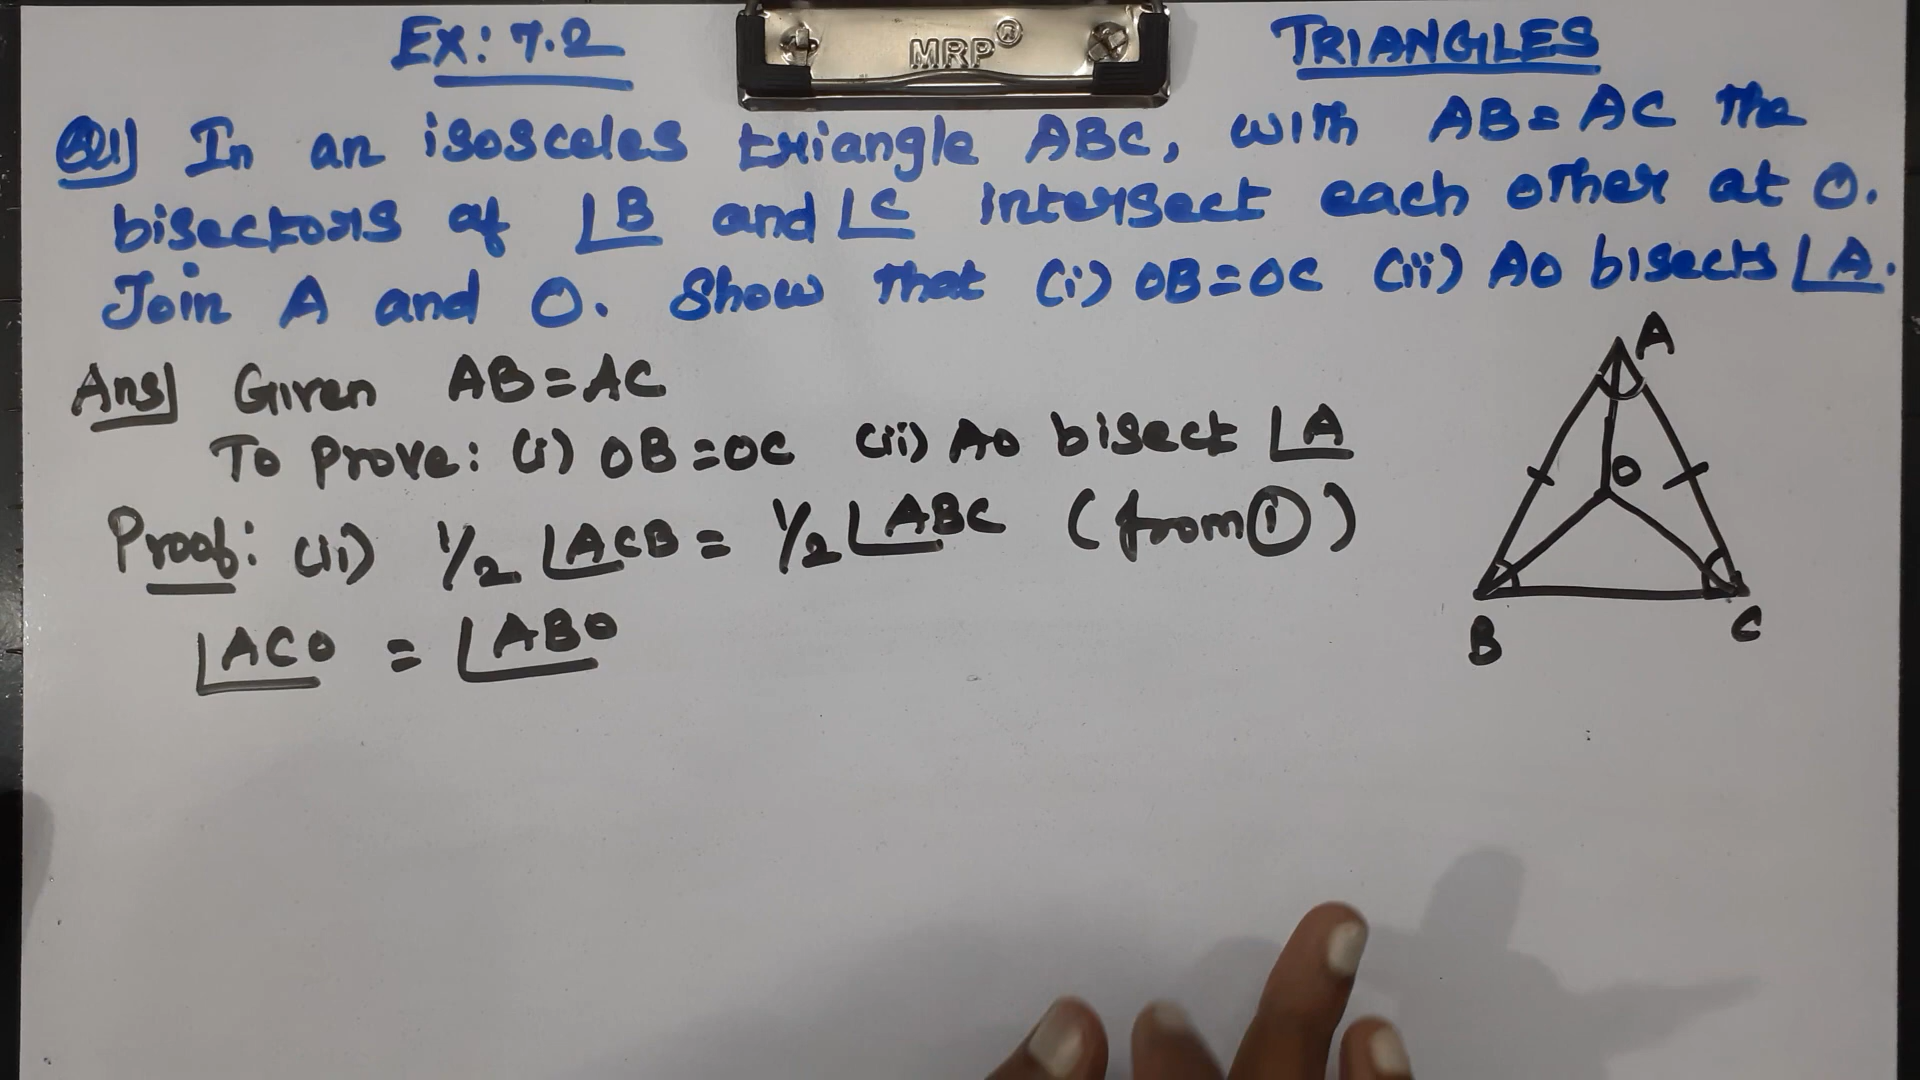 Ex: 7.2
MRP®
TRIANGLES
Q1) In an isosceles triangle ABC, with AB = AC the
bisectors of ∠B and ∠C intersect each other at O.
Join A and O. Show that (i) OB = OC (ii) AO bisects ∠A.
Ans) Given AB = AC
To prove: (i) OB = OC (ii) AO bisect ∠A
Proof: (ii) 1/2 ∠ACB = 1/2 ∠ABC (from ①)
∠ACO = ∠ABO
A
O
B
C